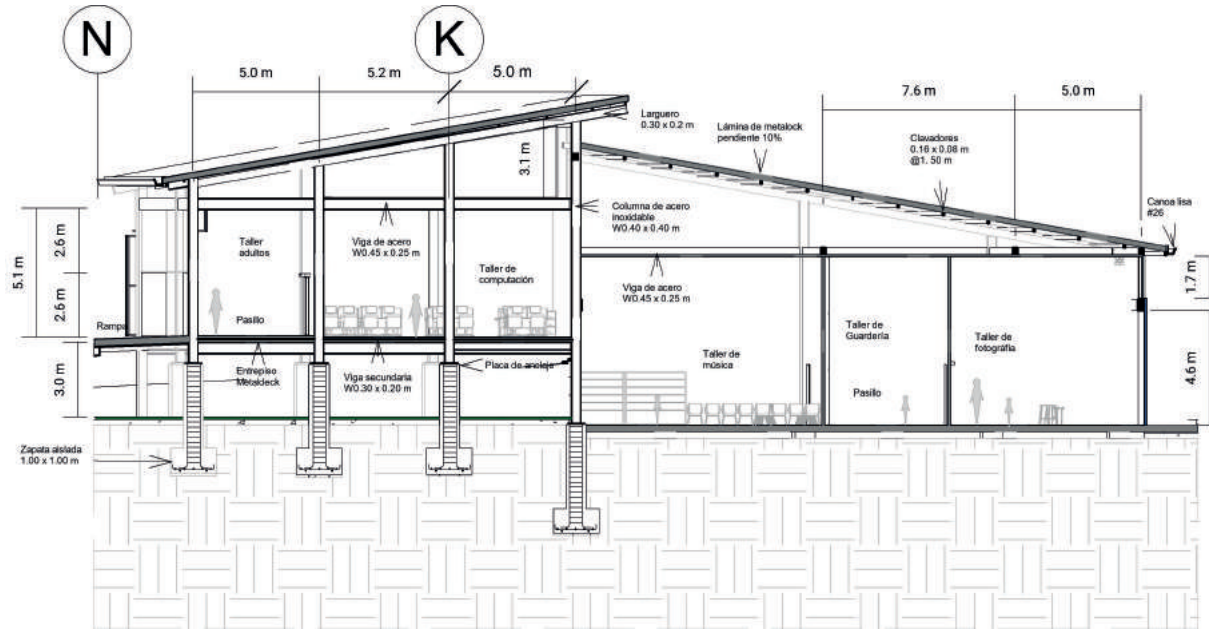 N
K
5.0 m
5.2 m
5.0 m
7.6 m
5.0 m
Larguero
0.30 x 0.2 m
Lámina de metalock
pendiente 10%
Clavadores
0.16 x 0.08 m
@1.50 m
3.1 m
Canoa lisa
#26
Columna de acero
inoxidable
W0.40 x 0.40 m
5.1 m
2.6 m
2.6 m
Taller
adultos
Viga de acero
W0.45 x 0.25 m
Taller de
computación
Viga de acero
W0.45 x 0.25 m
1.7 m
Rampa
Pasillo
Taller de
Guardería
Taller de
fotográfia
3.0 m
Entrepiso
Metaldeck
Viga secundaria
W0.30 x 0.20 m
Placa de anclaje
Taller de
música
Pasillo
4.6 m
Zapata aislada
1.00 x 1.00 m